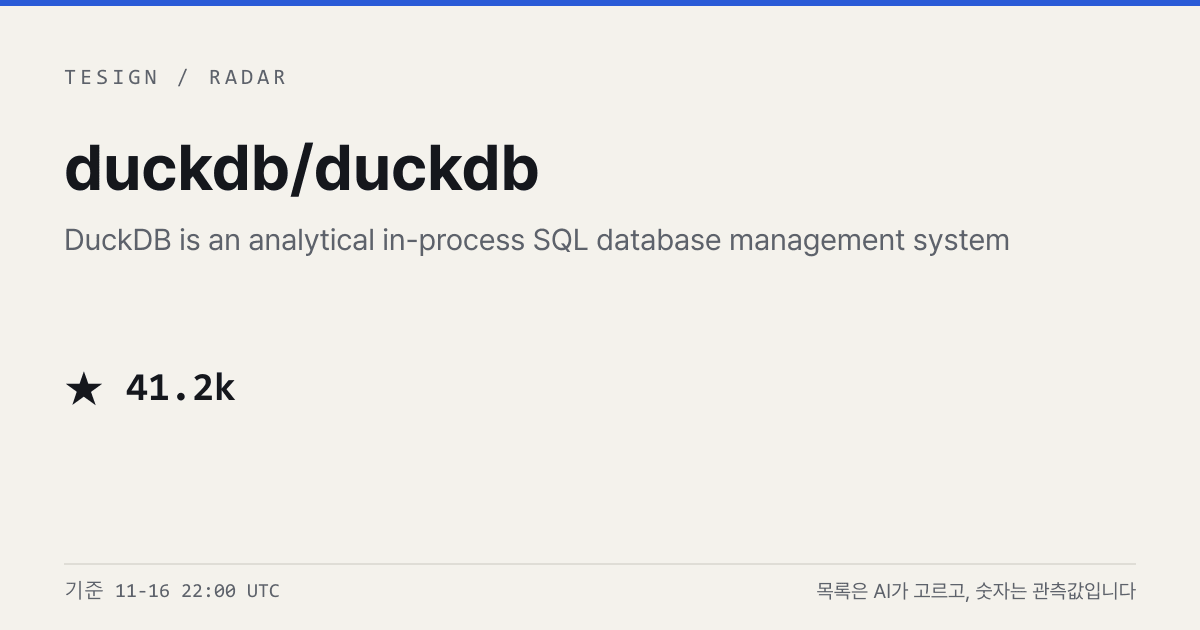 TESIGN / RADAR
duckdb/duckdb
DuckDB is an analytical in-process SQL database management system
★ 41.2k
기준 11-16 22:00 UTC
목록은 AI가 고르고, 숫자는 관측값입니다